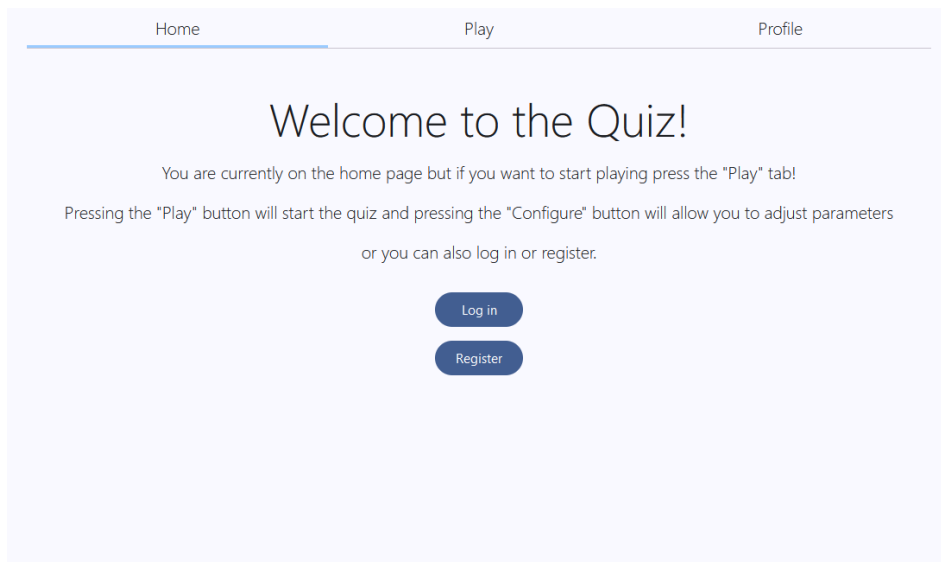 Home Play Profile
Welcome to the Quiz!
You are currently on the home page but if you want to start playing press the "Play" tab!
Pressing the "Play" button will start the quiz and pressing the "Configure" button will allow you to adjust parameters
or you can also log in or register.
Log in
Register